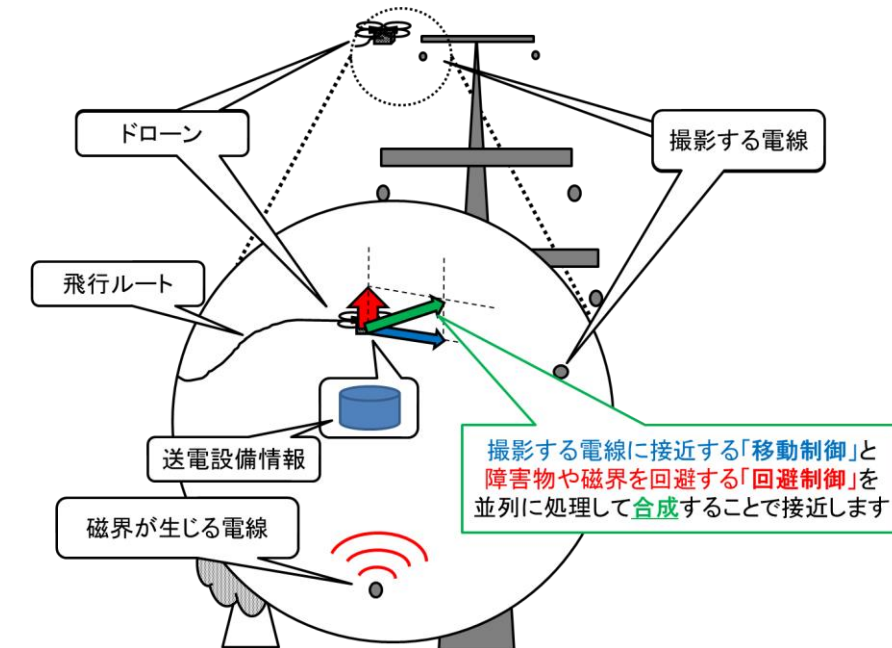 ドローン
撮影する電線
飛行ルート
送電設備情報
磁界が生じる電線
撮影する電線に接近する「移動制御」と
障害物や磁界を回避する「回避制御」を
並列に処理して合成することで接近します